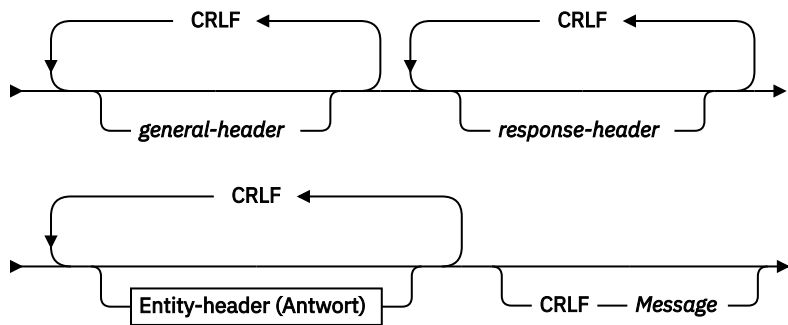 CRLF CRLF
general-header response-header
CRLF
Entity-header (Antwort) CRLF Message